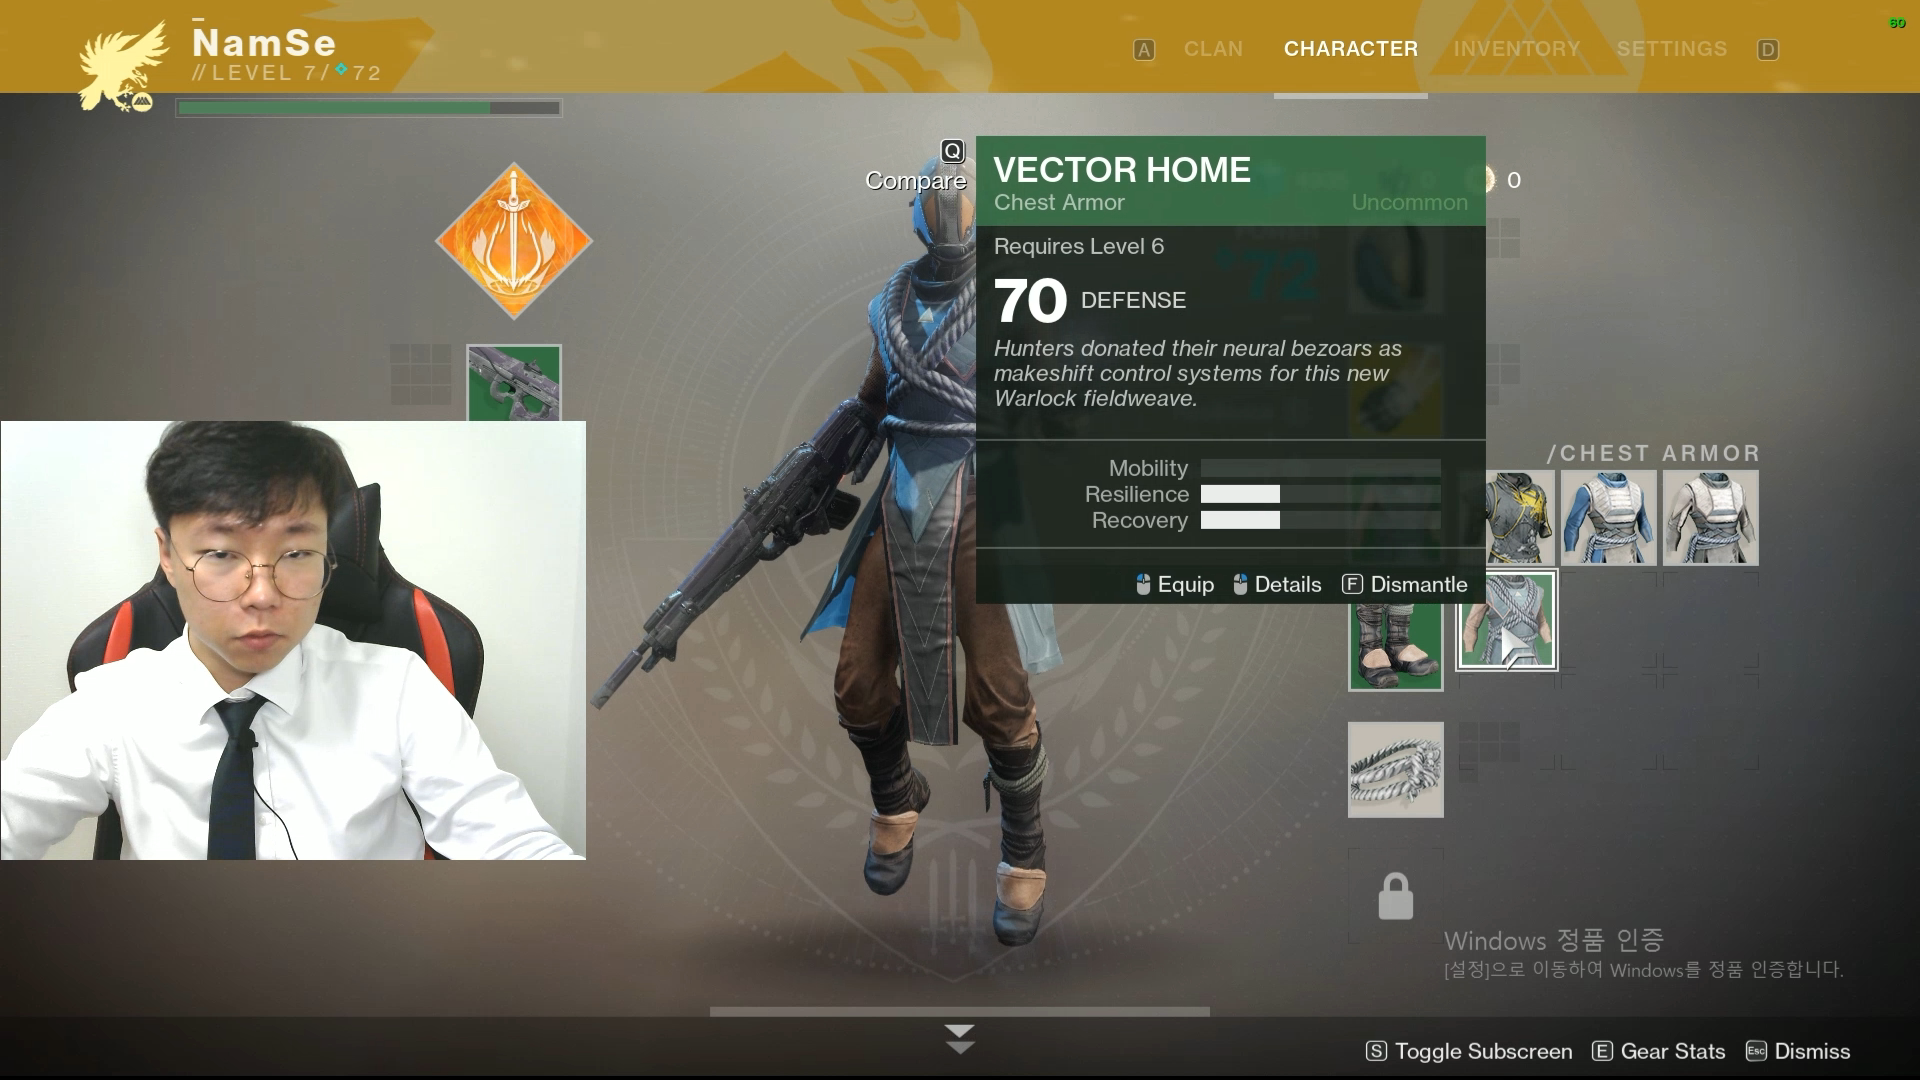 NamSe
//LEVEL 7/ 72
A CLAN CHARACTER INVENTORY SETTINGS D
60
Q
Compare
VECTOR HOME
Chest Armor Uncommon
0
Requires Level 6
72
70 DEFENSE
Hunters donated their neural bezoars as
makeshift control systems for this new
Warlock fieldweave.
/CHEST ARMOR
Mobility
Resilience
Recovery
Equip Details F Dismantle
Windows 정품 인증
[설정]으로 이동하여 Windows를 정품 인증합니다.
S Toggle Subscreen E Gear Stats Esc Dismiss